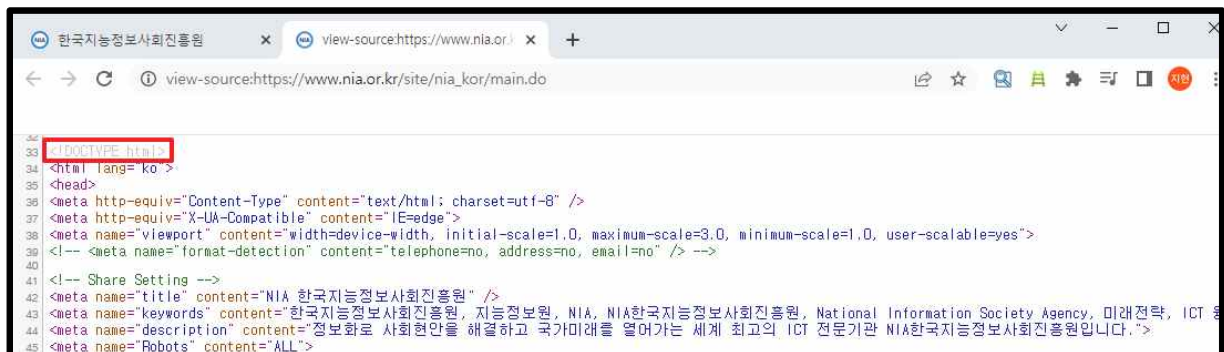 한국지능정보사회진흥원
view-source:https://www.nia.or.
view-source:https://www.nia.or.kr/site/nia_kor/main.do
지현
32
33 <!DOCTYPE html>
34 <html lang="ko">
35 <head>
36 <meta http-equiv="Content-Type" content="text/html; charset=utf-8" />
37 <meta http-equiv="X-UA-Compatible" content="IE=edge">
38 <meta name="viewport" content="width=device-width, initial-scale=1.0, maximum-scale=3.0, minimum-scale=1.0, user-scalable=yes">
39 <!-- <meta name="format-detection" content="telephone=no, address=no, email=no" /> -->
40
41 <!-- Share Setting -->
42 <meta name="title" content="NIA 한국지능정보사회진흥원" />
43 <meta name="keywords" content="한국지능정보사회진흥원, 지능정보원, NIA, NIA한국지능정보사회진흥원, National Information Society Agency, 미래전략, ICT
44 <meta name="description" content="정보화로 사회현안을 해결하고 국가미래를 열어가는 세계 최고의 ICT 전문기관 NIA한국지능정보사회진흥원입니다.">
45 <meta name="Robots" content="ALL">